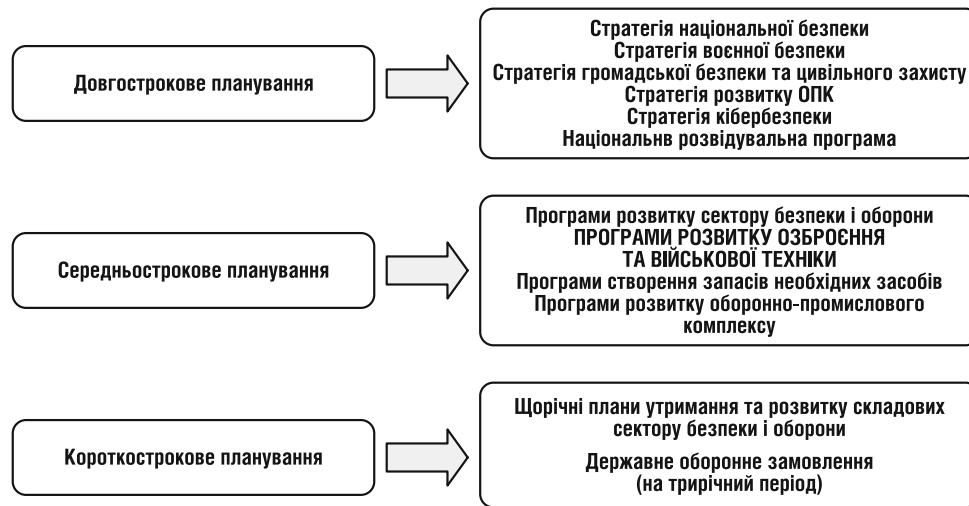 Довгострокове планування
Стратегія національної безпеки
Стратегія воєнної безпеки
Стратегія громадської безпеки та цивільного захисту
Стратегія розвитку ОПК
Стратегія кібербезпеки
Національнв розвідувальна програма
Середньострокове планування
Програми розвитку сектору безпеки і оборони
ПРОГРАМИ РОЗВИТКУ ОЗБРОЄННЯ
ТА ВІЙСЬКОВОЇ ТЕХНІКИ
Програми створення запасів необхідних засобів
Програми розвитку оборонно-промислового
комплексу
Короткострокове планування
Щорічні плани утримання та розвитку складових
сектору безпеки і оборони
Державне оборонне замовлення
(на трирічний період)